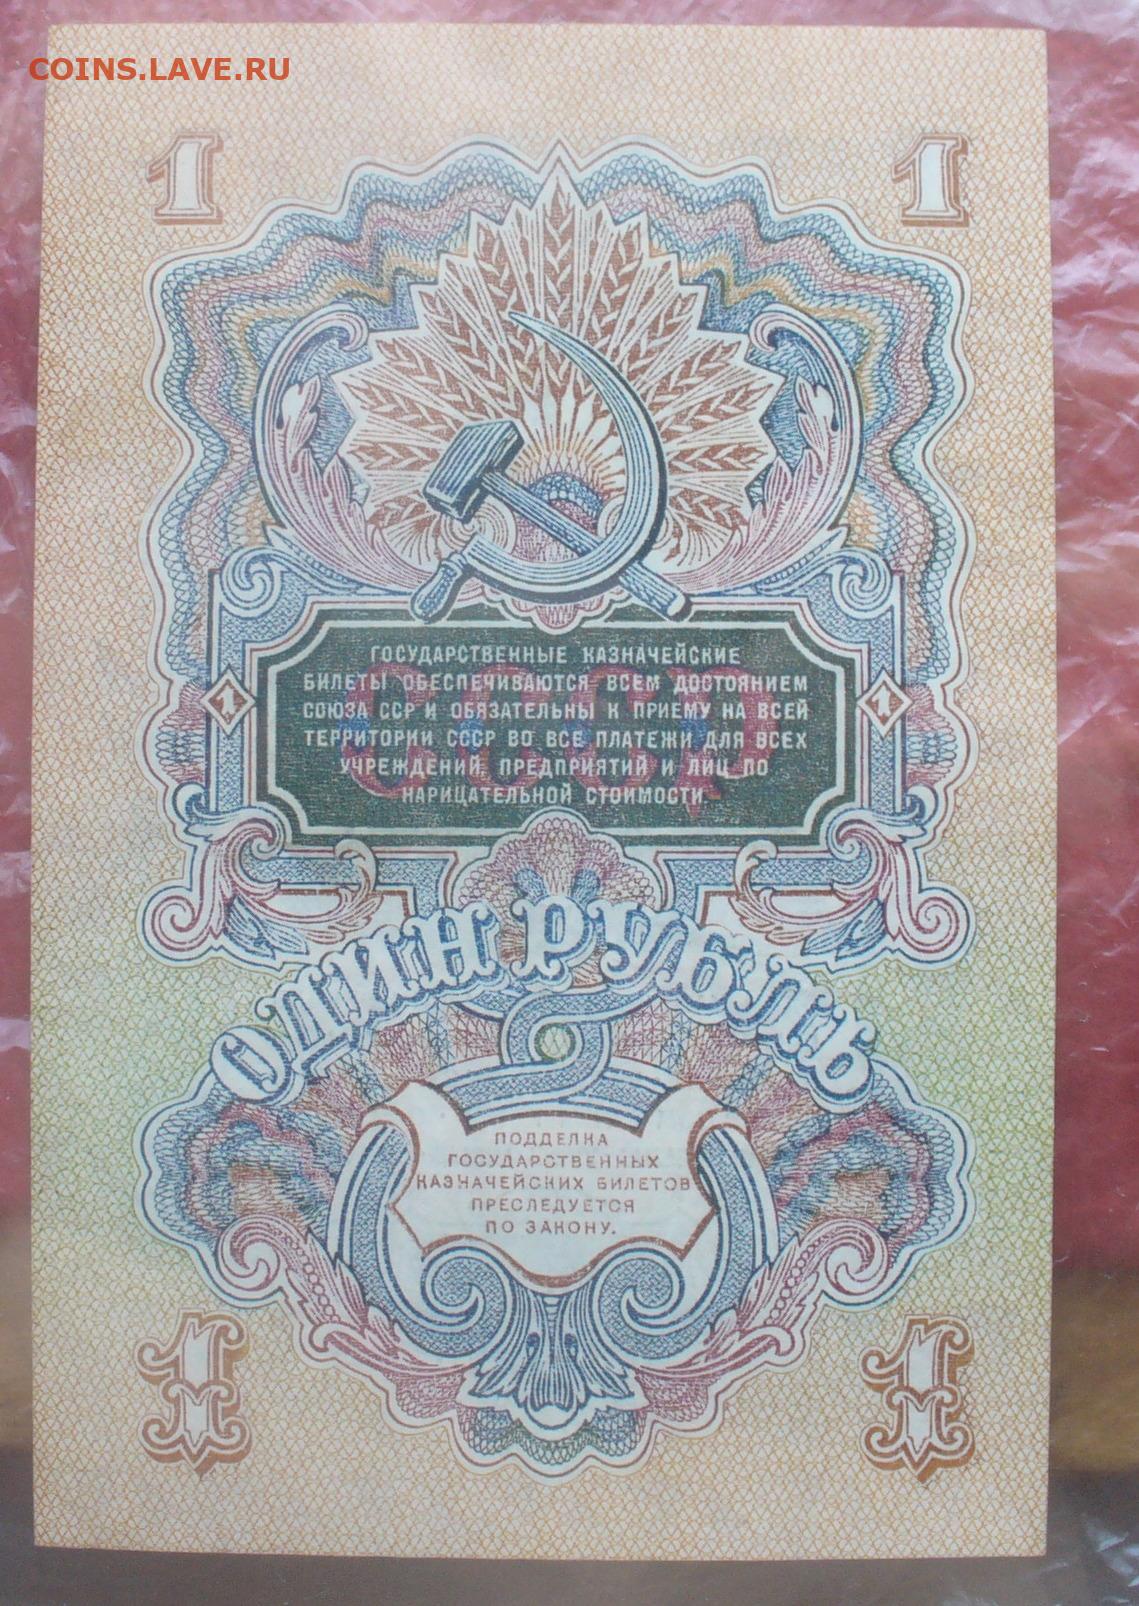 COINS.LAVE.RU
1 1
ГОСУДАРСТВЕННЫЕ КАЗНАЧЕЙСКИЕ
БИЛЕТЫ ОБЕСПЕЧИВАЮТСЯ ВСЕМ ДОСТОЯНИЕМ
СОЮЗА ССР И ОБЯЗАТЕЛЬНЫ К ПРИЕМУ НА ВСЕЙ
ТЕРРИТОРИИ СССР ВО ВСЕ ПЛАТЕЖИ ДЛЯ ВСЕХ
УЧРЕЖДЕНИЙ, ПРЕДПРИЯТИЙ И ЛИЦ ПО
НАРИЦАТЕЛЬНОЙ СТОИМОСТИ
СССР
1 1
ОДИН РУБЛЬ
ПОДДЕЛКА
ГОСУДАРСТВЕННЫХ
КАЗНАЧЕЙСКИХ БИЛЕТОВ
ПРЕСЛЕДУЕТСЯ
ПО ЗАКОНУ.
1 1